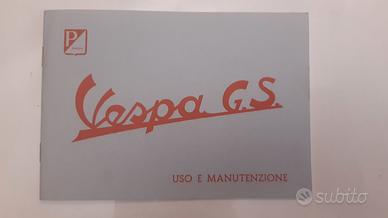 P
Vespa G.S.
USO E MANUTENZIONE
subito